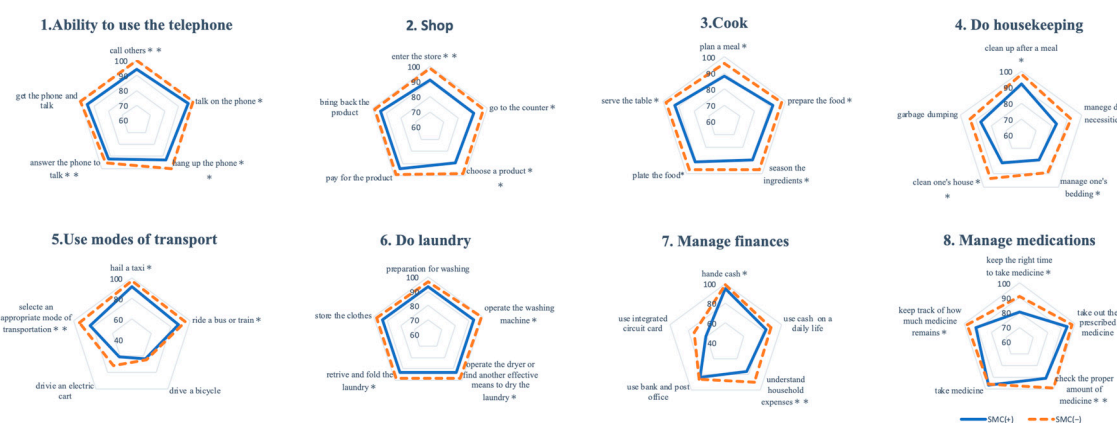 1.Ability to use the telephone
call others * *
100
90
80
70
60
talk on the phone *
hang up the phone *
*
answer the phone to
talk * *
get the phone and
talk
2. Shop
enter the store * *
100
90
80
70
60
go to the counter *
choose a product *
*
pay for the product
bring back the
product
3.Cook
plan a meal *
100
90
80
70
60
prepare the food *
season the
ingredients *
plate the food*
serve the table *
4. Do housekeeping
clean up after a meal
*
100
90
80
70
60
manege d
necessitie
manage one's
bedding *
clean one's house *
*
garbage dumping
5.Use modes of transport
hail a taxi *
100
80
60
40
ride a bus or train *
drive a bicycle
drivie an electric
cart
selecte an
appropriate mode of
transportation * *
6. Do laundry
preparation for washing
100
90
80
70
60
operate the washing
machine *
operate the dryer or
find another effective
means to dry the
laundry *
retrive and fold the
laundry *
store the clothes
7. Manage finances
hande cash *
100
80
60
40
use cash on a
daily life
understand
household
expenses * *
use bank and post
office
use integrated
circuit card
8. Manage medications
keep the right time
to take medicine *
100
90
80
70
60
take out the
prescribed
medicine
check the proper
amount of
medicine * *
take medicine
keep track of how
much medicine
remains *
SMC(+)
SMC(−)